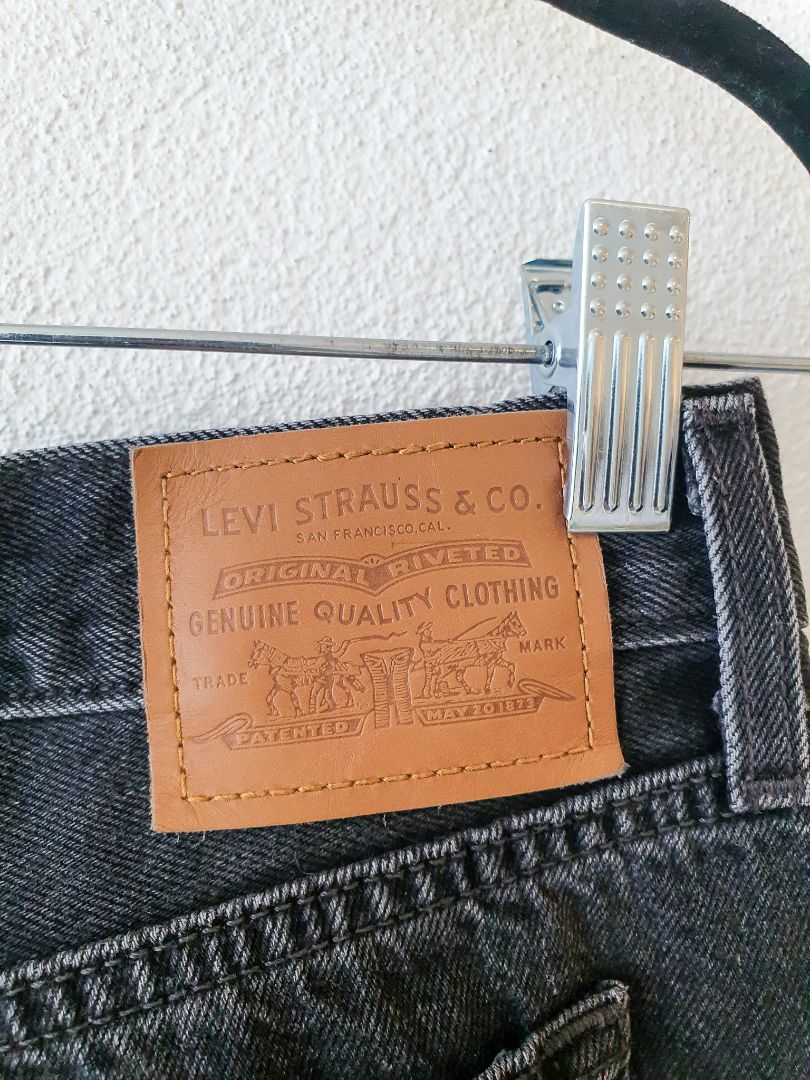 LEVI STRAUSS & CO.
SAN FRANCISCO, CAL.
ORIGINAL RIVETED
GENUINE QUALITY CLOTHING
TRADE MARK
PATENTED MAY 20 1873